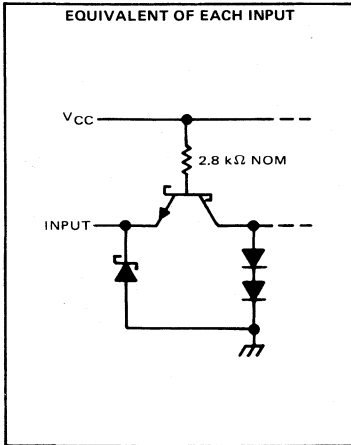 EQUIVALENT OF EACH INPUT
VCC
2.8 kΩ NOM
INPUT